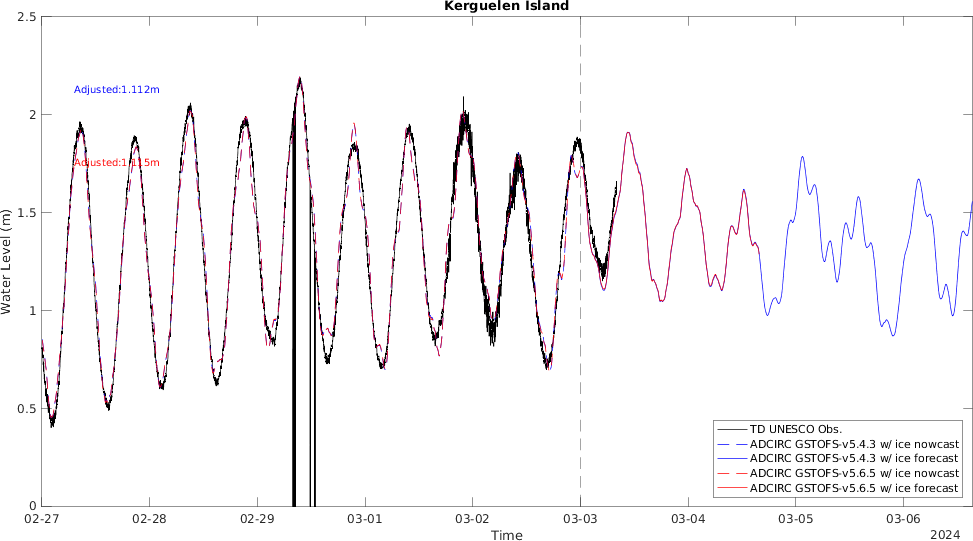 Kerguelen Island
2.5
2
1.5
1
0.5
0
Water Level (m)
Adjusted:1.112m
Adjusted:1.115m
TD UNESCO Obs.
ADCIRC GSTOFS-v5.4.3 w/ ice nowcast
ADCIRC GSTOFS-v5.4.3 w/ ice forecast
ADCIRC GSTOFS-v5.6.5 w/ ice nowcast
ADCIRC GSTOFS-v5.6.5 w/ ice forecast
02-27 02-28 02-29 03-01 03-02 03-03 03-04 03-05 03-06
Time
2024